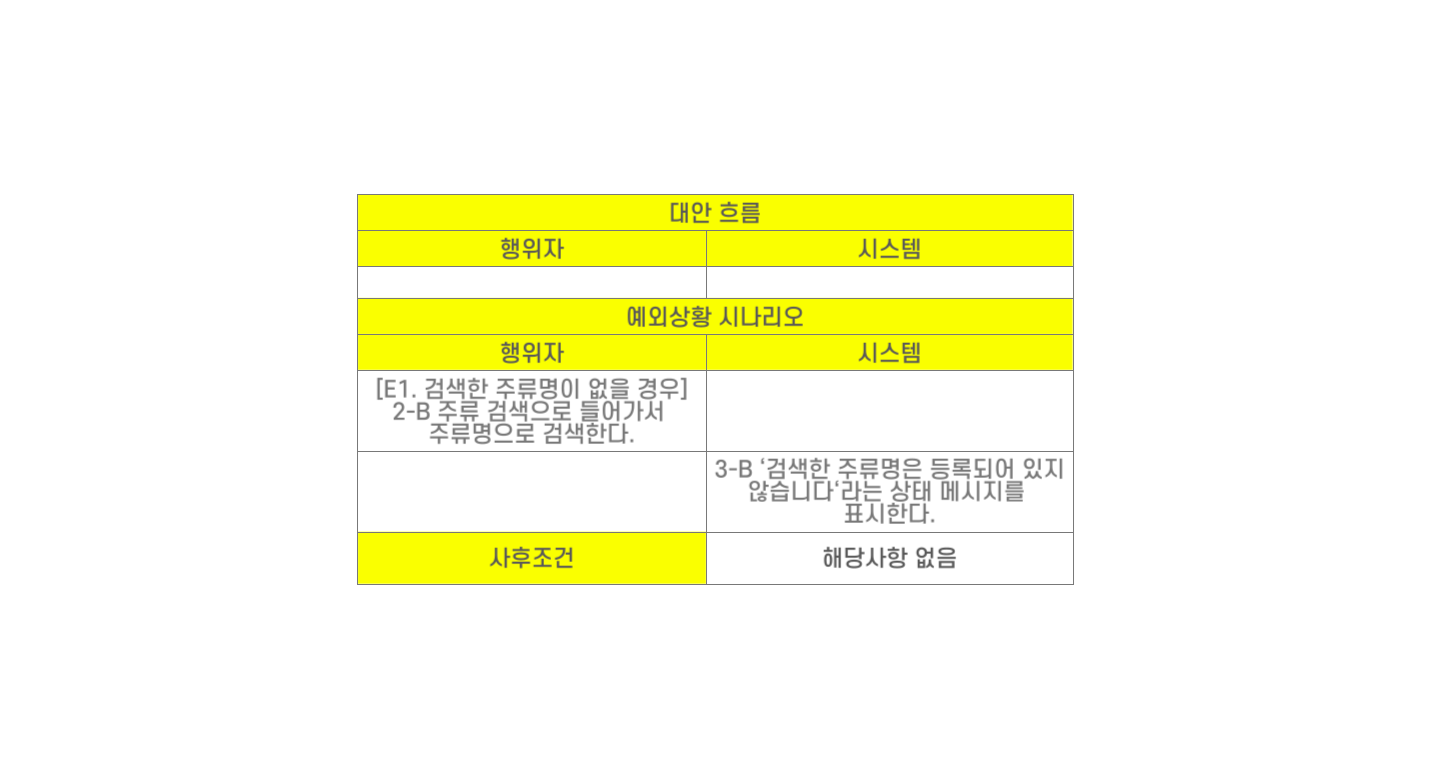 대안 흐름
행위자 시스템
예외상황 시나리오
행위자 시스템
[E1. 검색한 주류명이 없을 경우]
2-B 주류 검색으로 들어가서
주류명으로 검색한다.
3-B ‘검색한 주류명은 등록되어 있지
않습니다‘라는 상태 메시지를
표시한다.
사후조건 해당사항 없음